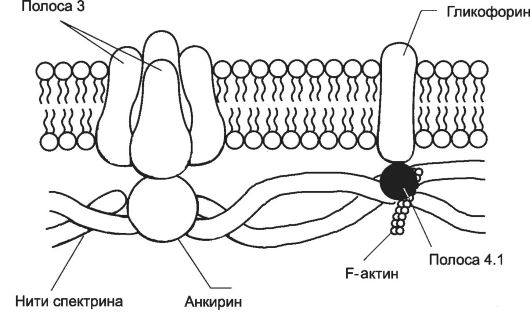 Полоса 3
Гликофорин
Полоса 4.1
F-актин
Нити спектрина
Анкирин